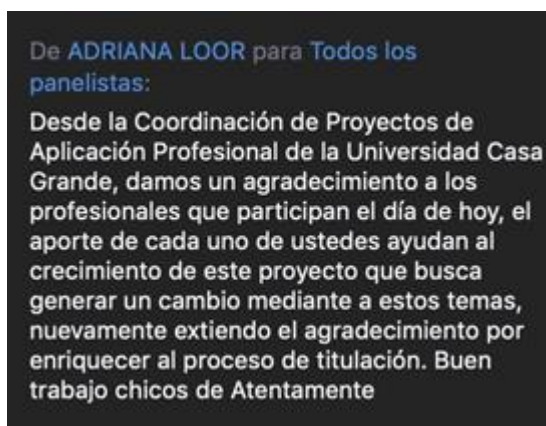 De ADRIANA LOOR para Todos los
panelistas:
Desde la Coordinación de Proyectos de
Aplicación Profesional de la Universidad Casa
Grande, damos un agradecimiento a los
profesionales que participan el día de hoy, el
aporte de cada uno de ustedes ayudan al
crecimiento de este proyecto que busca
generar un cambio mediante a estos temas,
nuevamente extiendo el agradecimiento por
enriquecer al proceso de titulación. Buen
trabajo chicos de Atentamente